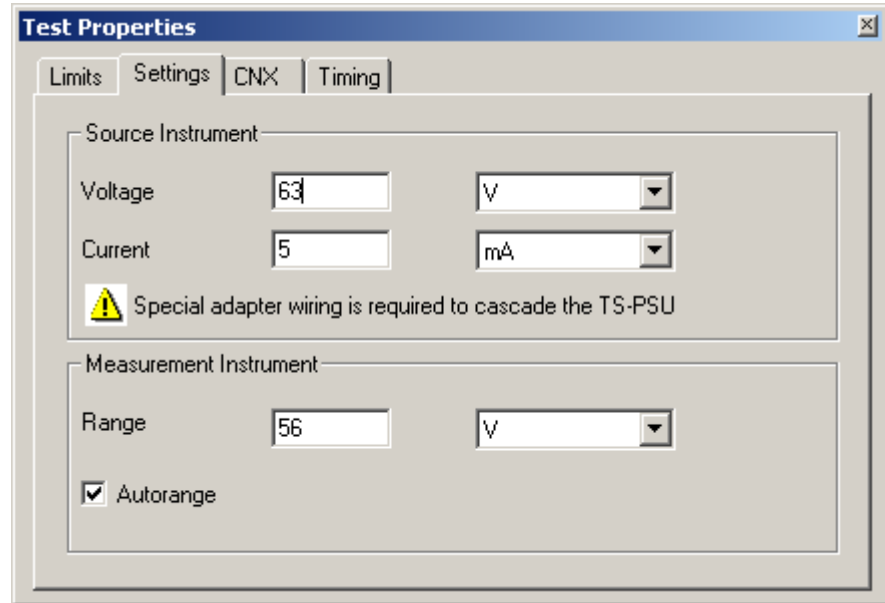 Test Properties
Limits Settings CNX Timing
Source Instrument
Voltage 63 V
Current 5 mA
Special adapter wiring is required to cascade the TS-PSU
Measurement Instrument
Range 56 V
Autorange